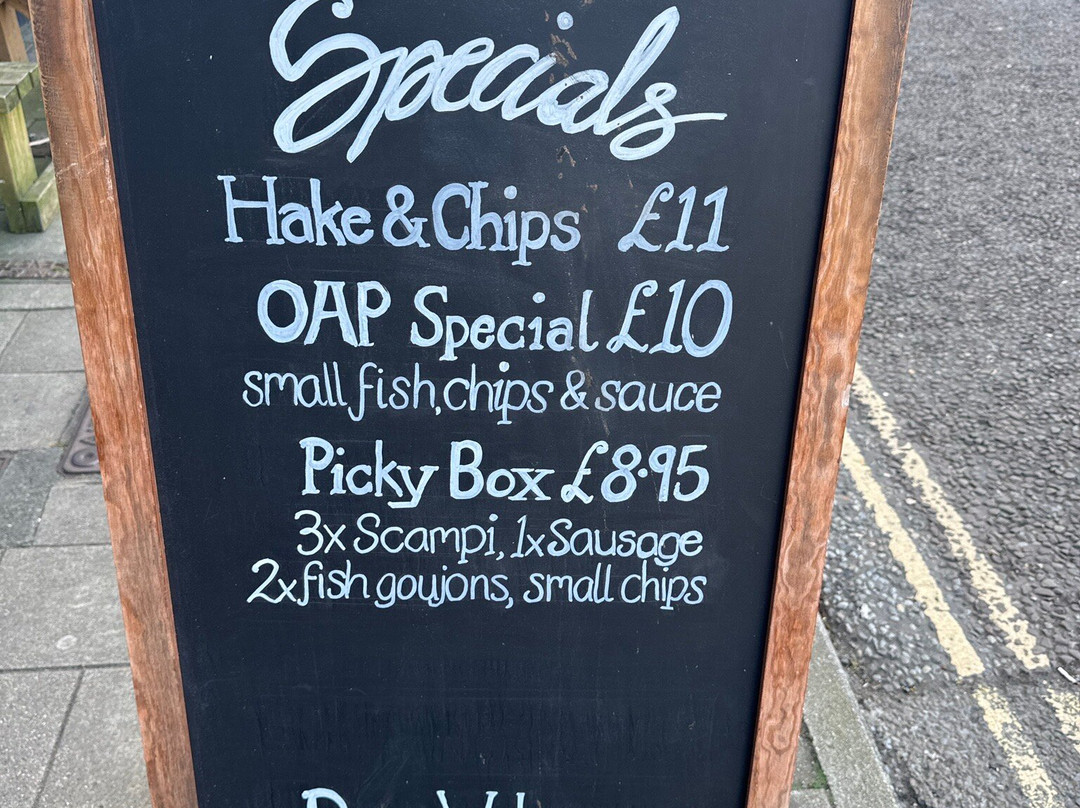 Specials
Hake & Chips £11
OAP Special £10
small fish, chips & sauce
Picky Box £8.95
3x Scampi, 1x Sausage
2x fish goujons, small chips